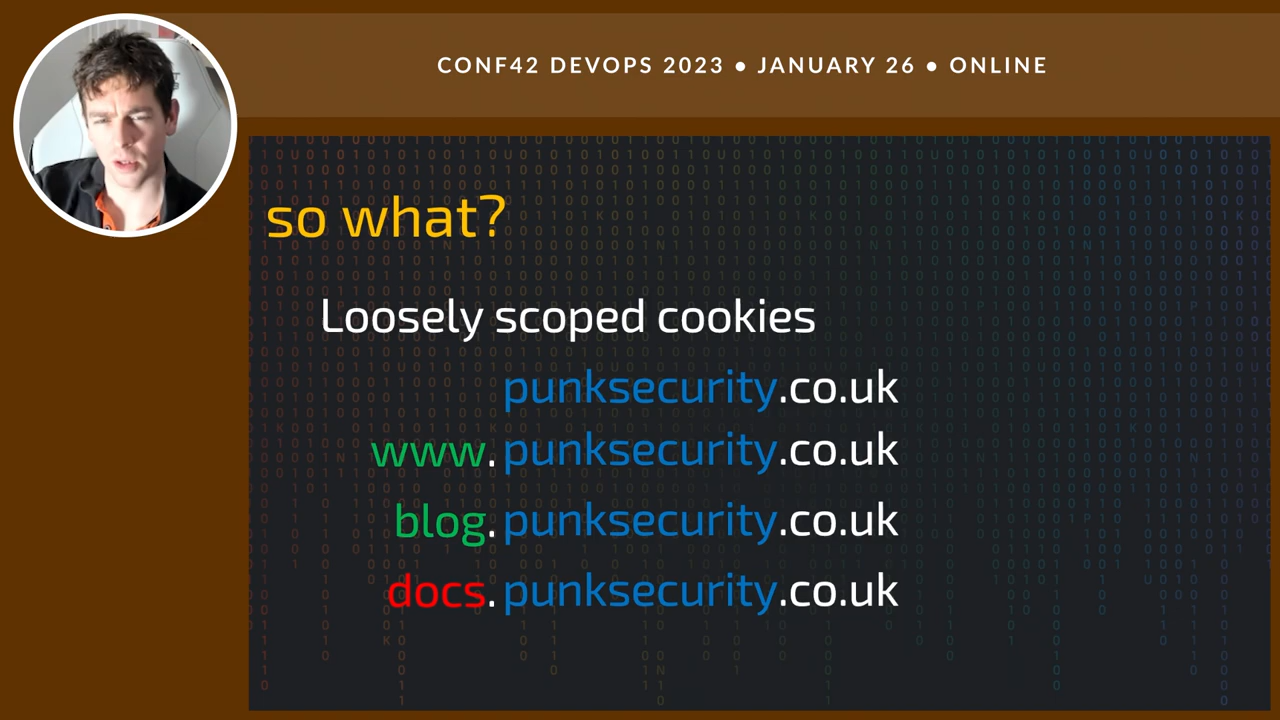 CONF42 DEVOPS 2023 ● JANUARY 26 ● ONLINE
so what?
Loosely scoped cookies
punksecurity.co.uk
www.punksecurity.co.uk
blog.punksecurity.co.uk
docs.punksecurity.co.uk